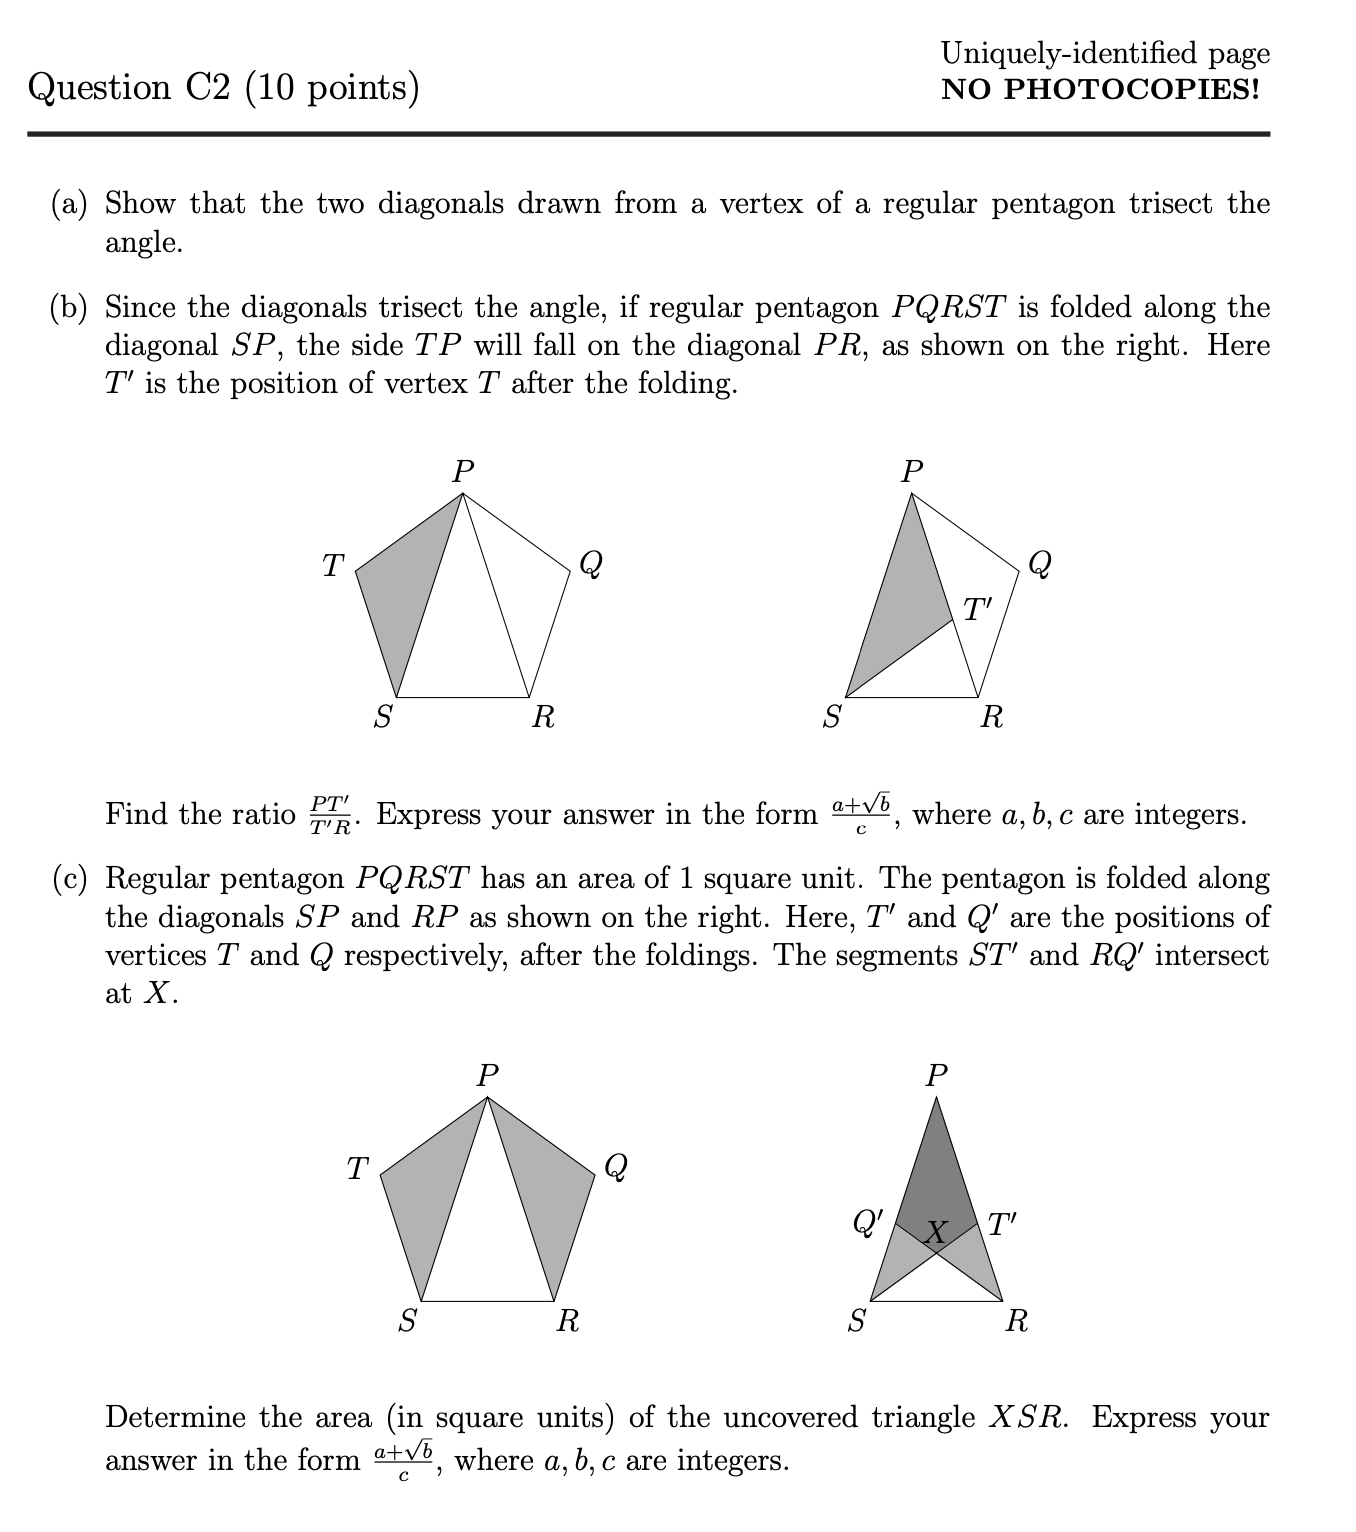 Uniquely-identified page
Question C2 (10 points)
NO PHOTOCOPIES!
(a) Show that the two diagonals drawn from a vertex of a regular pentagon trisect the
angle.
(b) Since the diagonals trisect the angle, if regular pentagon PQRST is folded along the
diagonal SP, the side TP will fall on the diagonal PR, as shown on the right. Here
T′ is the position of vertex T after the folding.
P P
T Q Q
T′
S R S R
Find the ratio PT′/T′R. Express your answer in the form (a+√b)/c, where a, b, c are integers.
(c) Regular pentagon PQRST has an area of 1 square unit. The pentagon is folded along
the diagonals SP and RP as shown on the right. Here, T′ and Q′ are the positions of
vertices T and Q respectively, after the foldings. The segments ST′ and RQ′ intersect
at X.
P P
T Q Q′ X T′
S R S R
Determine the area (in square units) of the uncovered triangle XSR. Express your
answer in the form (a+√b)/c, where a, b, c are integers.